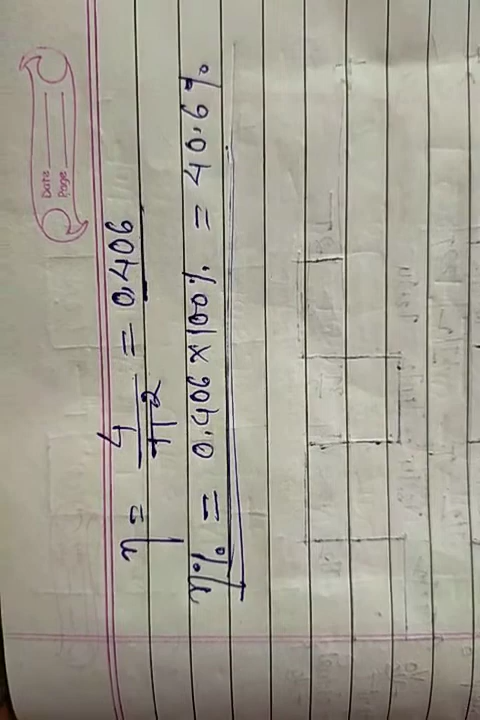 Date
Page
η = 4/π² = 0.406
η% = 0.406 × 100% = 40.6%